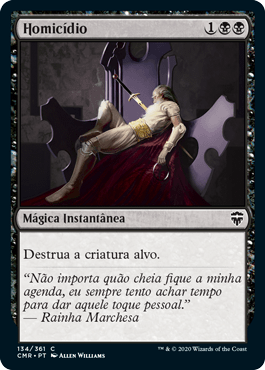 Homicídio 1
Mágica Instantânea
Destrua a criatura alvo.
“Não importa quão cheia fique a minha
agenda, eu sempre tento achar tempo
para dar aquele toque pessoal.”
— Rainha Marchesa
134/361 C
CMR • PT Allen Williams ™ & © 2020 Wizards of the Coast